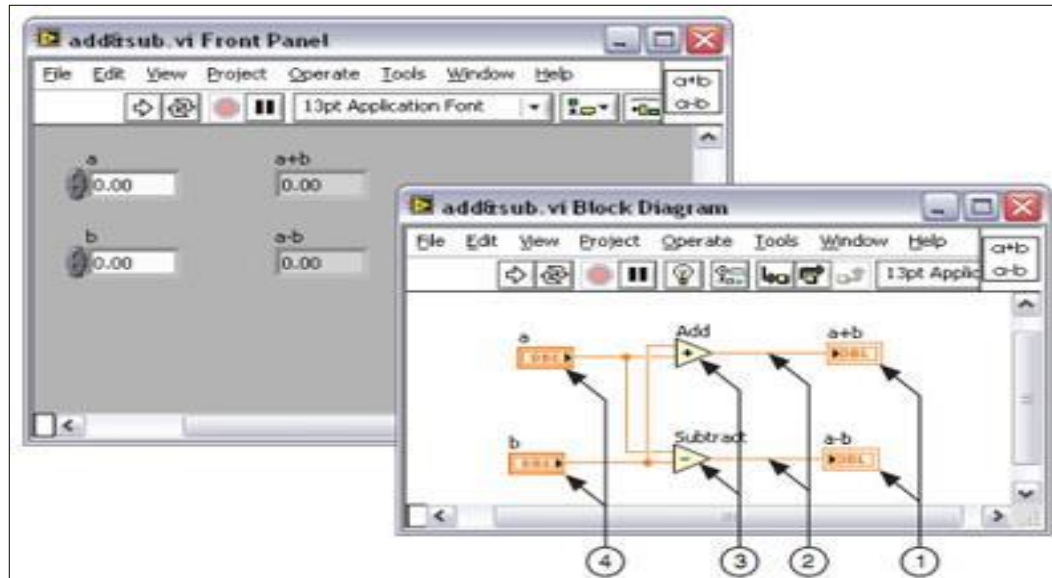 add&sub.vi Front Panel
File Edit View Project Operate Tools Window Help
13pt Application Font
a+b
a-b
a
0.00
a+b
0.00
b
0.00
a-b
0.00
add&sub.vi Block Diagram
File Edit View Project Operate Tools Window Help
13pt Applic
a+b
a-b
a
DBL
Add
+
a+b
DBL
b
DBL
Subtract
-
a-b
DBL
4 3 2 1